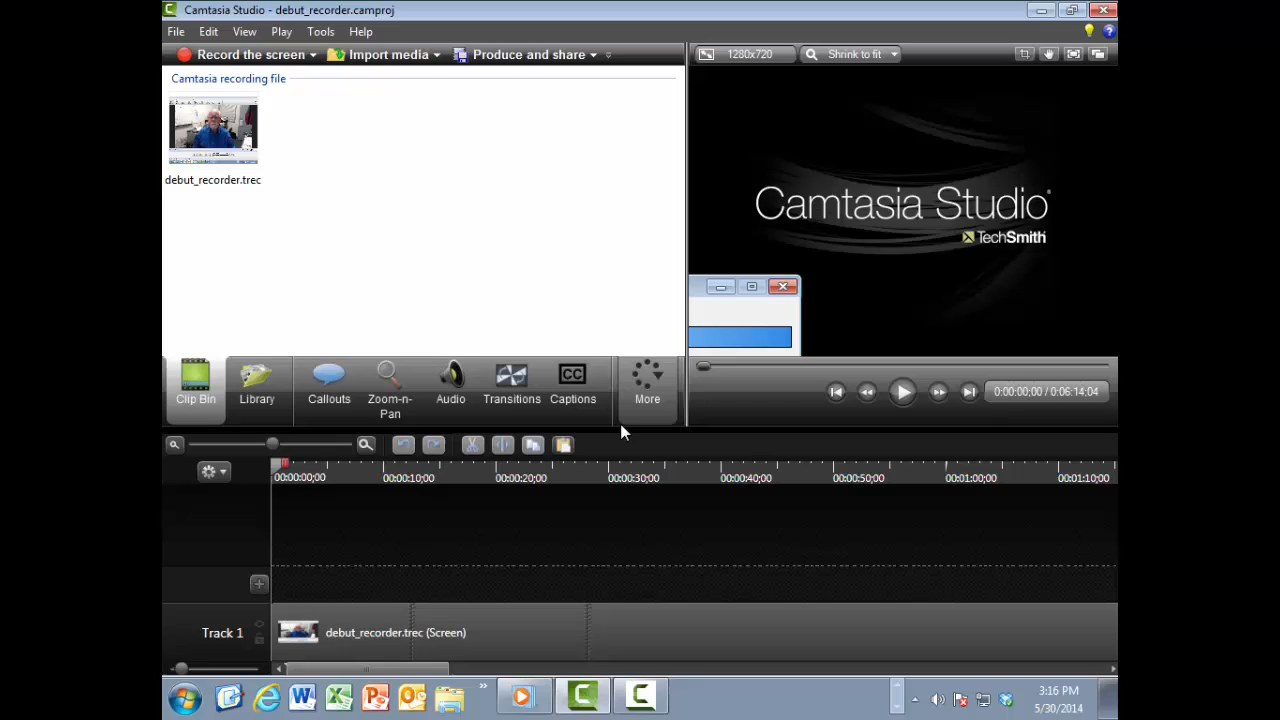 Camtasia Studio - debut_recorder.camproj
File Edit View Play Tools Help
Record the screen Import media Produce and share
1280x720 Shrink to fit
Camtasia recording file
debut_recorder.trec
Camtasia Studio
TechSmith
Clip Bin Library Callouts Zoom-n-Pan Audio Transitions Captions More
0:00:00;00 / 0:06:14;04
00:00:00;00 00:00:10;00 00:00:20;00 00:00:30;00 00:00:40;00 00:00:50;00 00:01:00;00 00:01:10;00
Track 1 debut_recorder.trec (Screen)
3:16 PM
5/30/2014